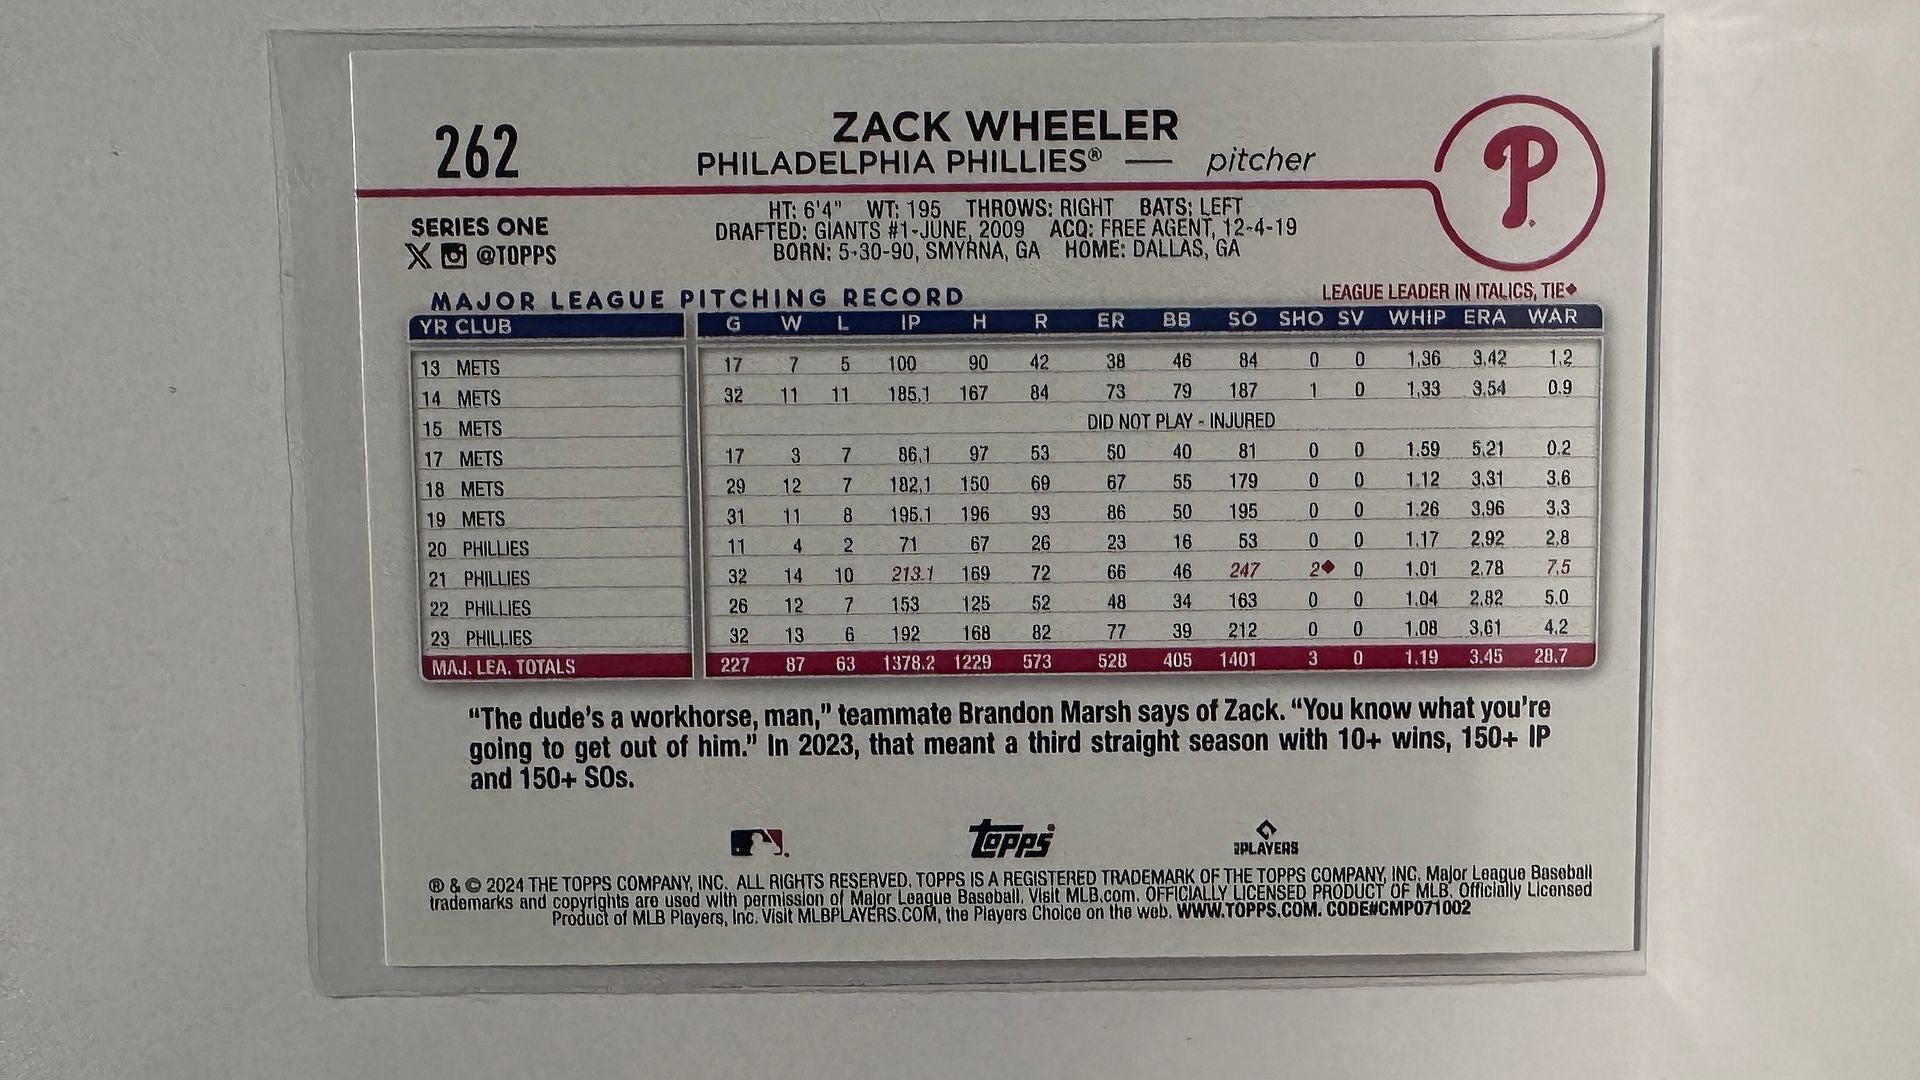 262
ZACK WHEELER
PHILADELPHIA PHILLIES® — pitcher
P
SERIES ONE
@TOPPS
HT: 6'4" WT: 195 THROWS: RIGHT BATS: LEFT
DRAFTED: GIANTS #1-JUNE, 2009 ACQ: FREE AGENT, 12-4-19
BORN: 5-30-90, SMYRNA, GA HOME: DALLAS, GA
MAJOR LEAGUE PITCHING RECORD
LEAGUE LEADER IN ITALICS, TIE◆
YR CLUB G W L IP H R ER BB SO SHO SV WHIP ERA WAR
13 METS 17 7 5 100 90 42 38 46 84 0 0 1.36 3.42 1.2
14 METS 32 11 11 185.1 167 84 73 79 187 1 0 1.33 3.54 0.9
15 METS DID NOT PLAY - INJURED
17 METS 17 3 7 86.1 97 53 50 40 81 0 0 1.59 5.21 0.2
18 METS 29 12 7 182.1 150 69 67 55 179 0 0 1.12 3.31 3.6
19 METS 31 11 8 195.1 196 93 86 50 195 0 0 1.26 3.96 3.3
20 PHILLIES 11 4 2 71 67 26 23 16 53 0 0 1.17 2.92 2.8
21 PHILLIES 32 14 10 213.1 169 72 66 46 247 2◆ 0 1.01 2.78 7.5
22 PHILLIES 26 12 7 153 125 52 48 34 163 0 0 1.04 2.82 5.0
23 PHILLIES 32 13 6 192 168 82 77 39 212 0 0 1.08 3.61 4.2
MAJ. LEA. TOTALS 227 87 63 1378.2 1229 573 528 405 1401 3 0 1.19 3.45 28.7
“The dude's a workhorse, man,” teammate Brandon Marsh says of Zack. “You know what you're
going to get out of him.” In 2023, that meant a third straight season with 10+ wins, 150+ IP
and 150+ SOs.
Topps
PLAYERS
® & © 2024 THE TOPPS COMPANY, INC. ALL RIGHTS RESERVED. TOPPS IS A REGISTERED TRADEMARK OF THE TOPPS COMPANY, INC. Major League Baseball
trademarks and copyrights are used with permission of Major League Baseball. Visit MLB.com. OFFICIALLY LICENSED PRODUCT OF MLB. Officially Licensed
Product of MLB Players, Inc. Visit MLBPLAYERS.COM, the Players Choice on the web. WWW.TOPPS.COM. CODE#CMP071002